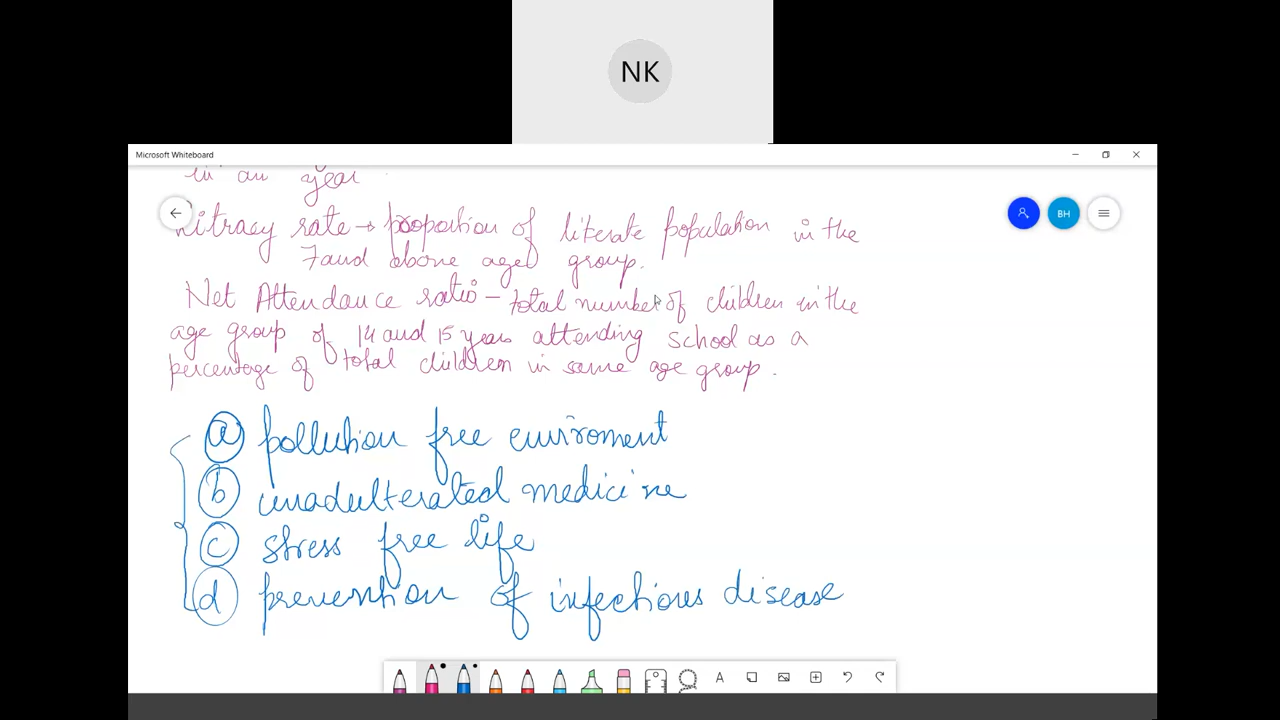 NK
Microsoft Whiteboard
in an year
Litracy rate → proportion of literate population in the
7 and above aged group.
BH
Net Attendance ratio - total number of children in the
age group of 14 and 15 years attending school as a
percentage of total children in same age group.
a pollution free enviroment
b unadulterated medicine
c stress free life
d prevention of infectious disease
A